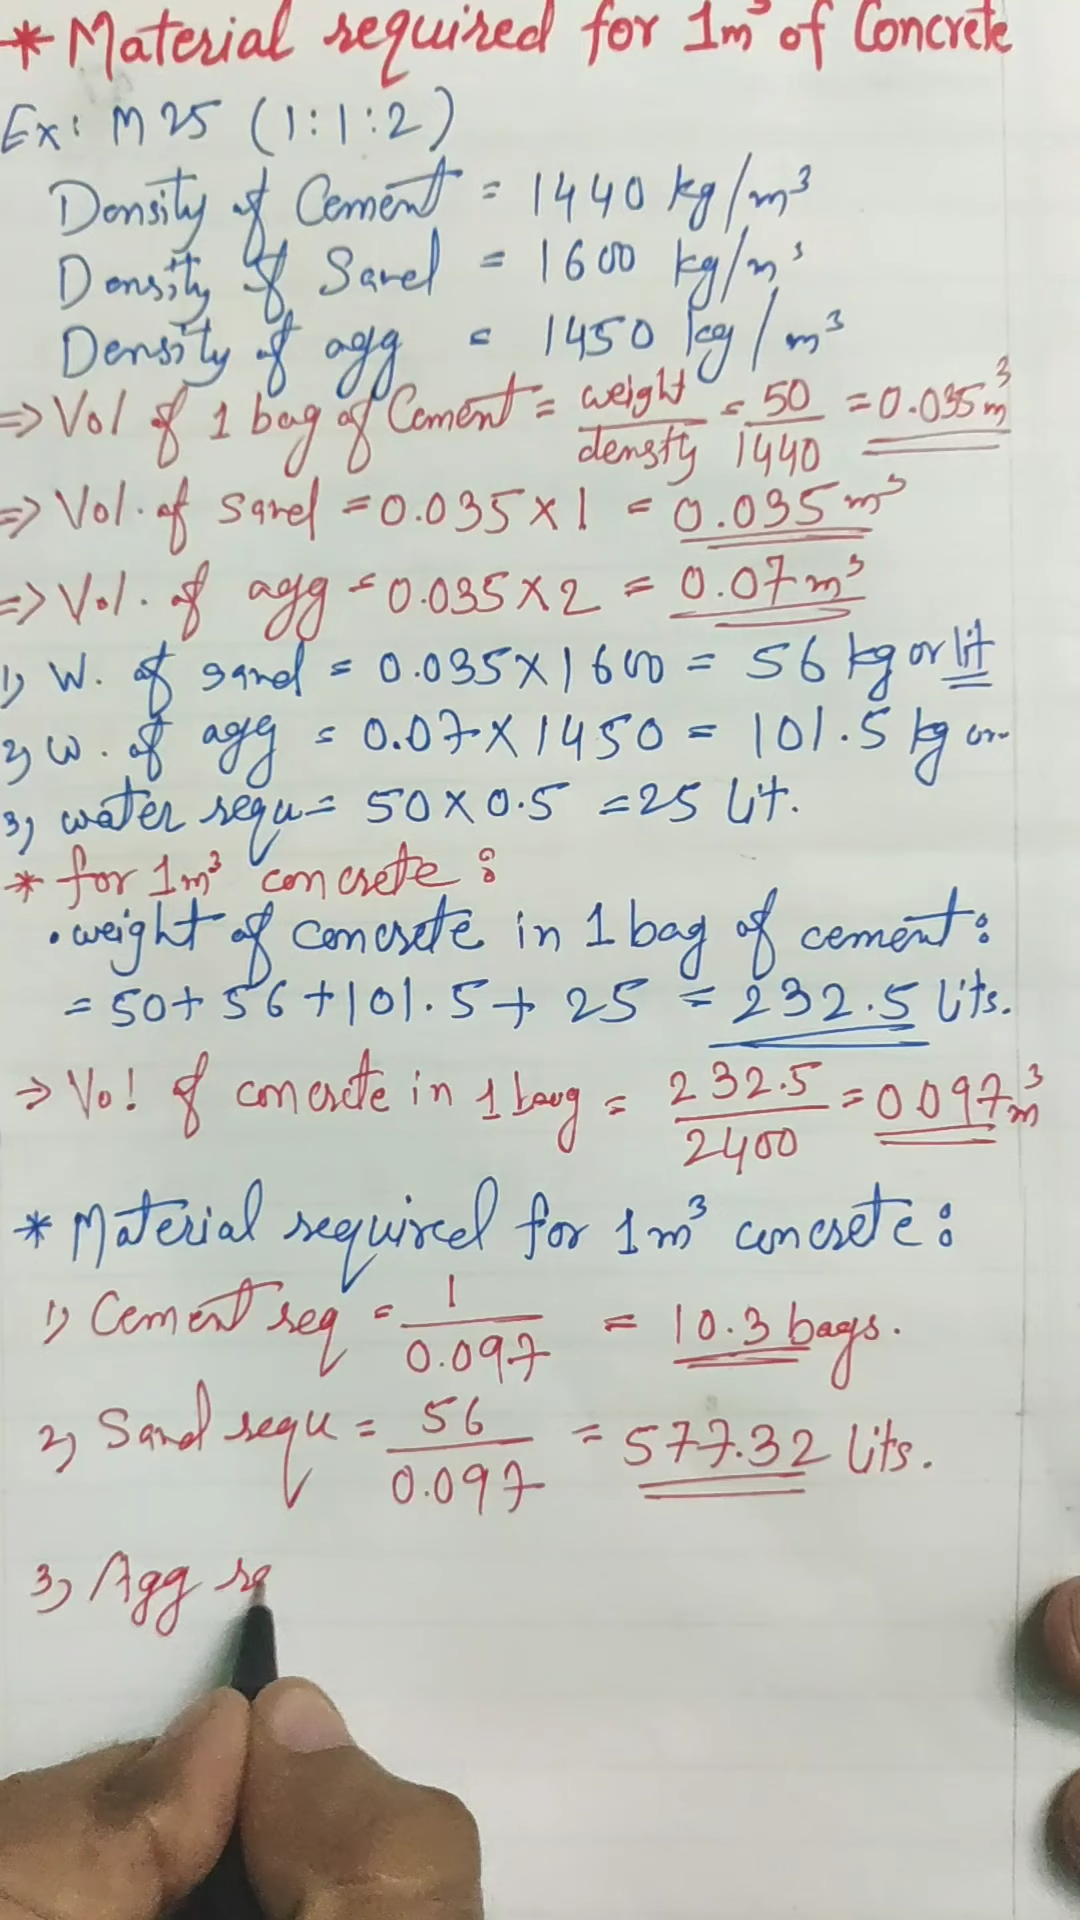 * Material required for 1m³ of Concrete
Ex: M25 (1:1:2)
Density of Cement = 1440 kg/m³
Density of Sand = 1600 kg/m³
Density of agg = 1450 kg/m³
=> Vol of 1 bag of Cement = weight/density = 50/1440 = 0.035m³
=> Vol. of Sand = 0.035 × 1 = 0.035m³
=> Vol. of agg = 0.035 × 2 = 0.07m³
1) W. of sand = 0.035 × 1600 = 56 kg or lit
2) W. of agg = 0.07 × 1450 = 101.5 kg or
3) water requ = 50 × 0.5 = 25 Lit.
* for 1m³ concrete :
• weight of concrete in 1 bag of cement :
= 50 + 56 + 101.5 + 25 = 232.5 Lits.
=> Vol of concrete in 1 bag = 232.5/2400 = 0.097m³
* Material required for 1m³ concrete :
1) Cement req = 1/0.097 = 10.3 bags.
2) Sand requ = 56/0.097 = 577.32 Lits.
3) Agg re